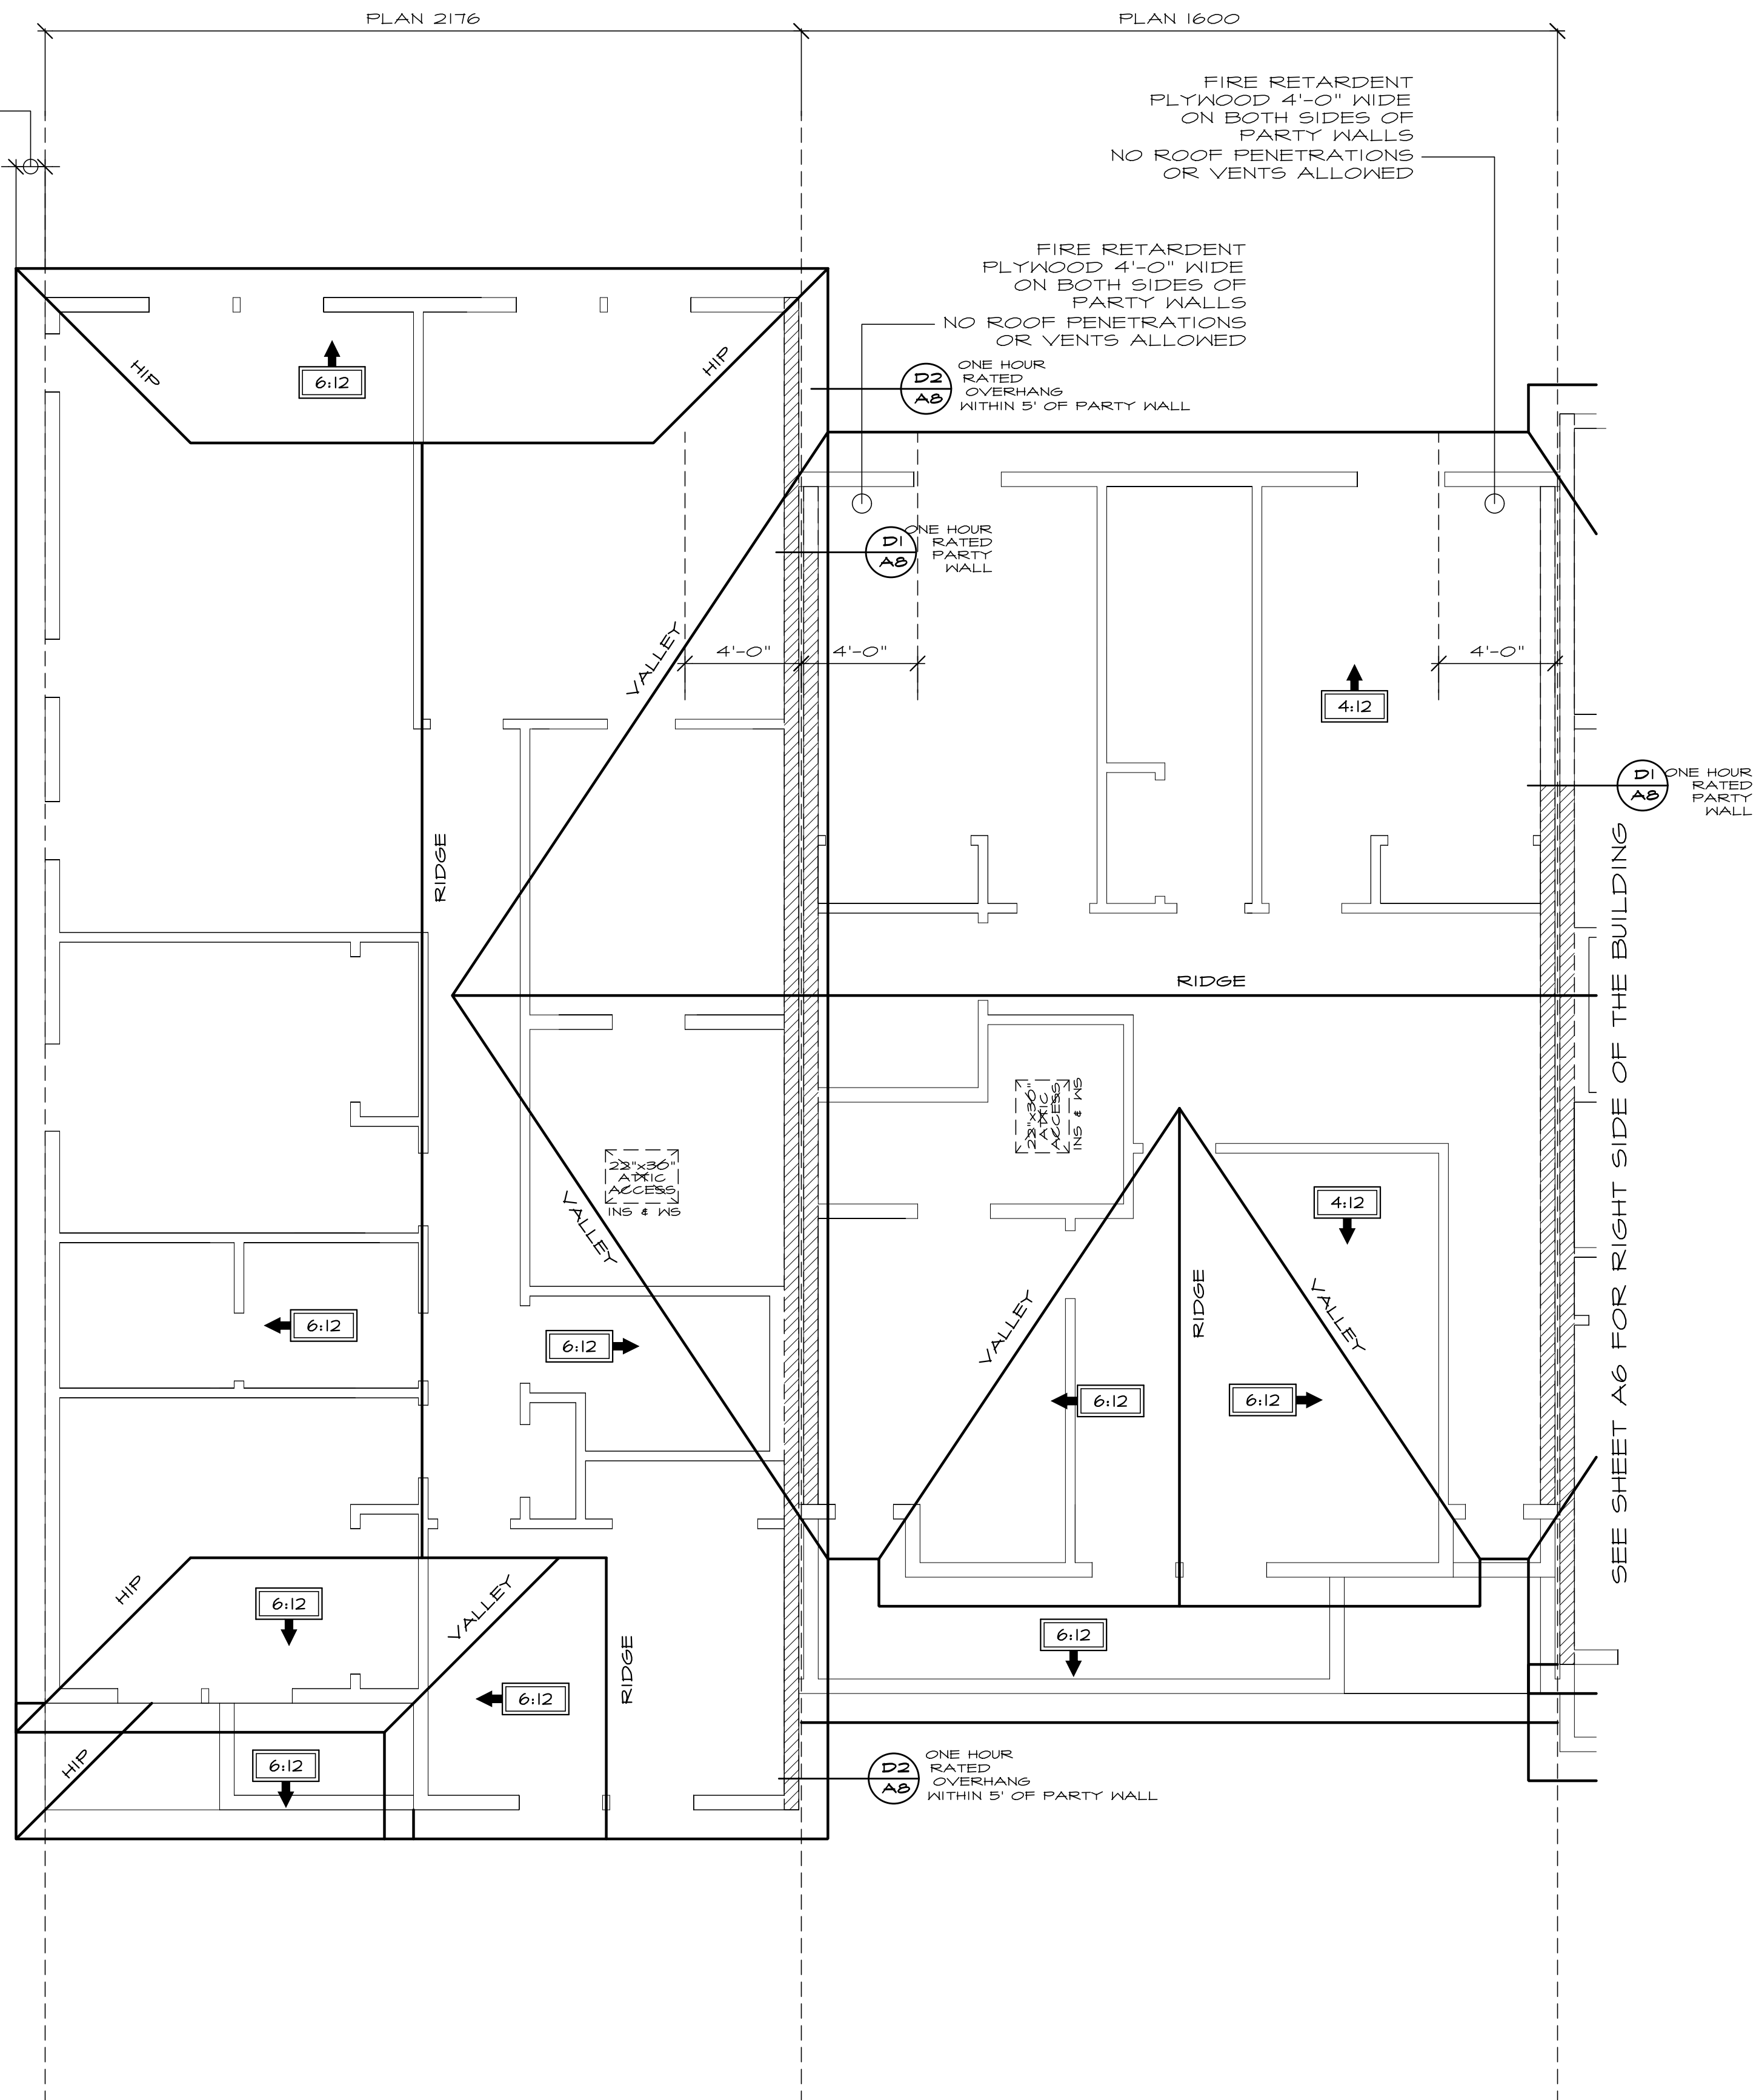 PLAN 2176
PLAN 1600
FIRE RETARDENT
PLYWOOD 4'-0" WIDE
ON BOTH SIDES OF
PARTY WALLS
NO ROOF PENETRATIONS
OR VENTS ALLOWED
FIRE RETARDENT
PLYWOOD 4'-0" WIDE
ON BOTH SIDES OF
PARTY WALLS
NO ROOF PENETRATIONS
OR VENTS ALLOWED
HIP
6:12
HIP
D2
A8
ONE HOUR
RATED
OVERHANG
WITHIN 5' OF PARTY WALL
D1
A8
ONE HOUR
RATED
PARTY
WALL
VALLEY
4'-0"
4'-0"
4'-0"
4:12
D1
A8
ONE HOUR
RATED
PARTY
WALL
RIDGE
RIDGE
22"x30"
ATTIC
ACCESS
INS & WS
22"x30"
ATTIC
ACCESS
INS & WS
VALLEY
4:12
6:12
6:12
VALLEY
RIDGE
VALLEY
6:12
6:12
SEE SHEET A6 FOR RIGHT SIDE OF THE BUILDING
HIP
6:12
VALLEY
6:12
RIDGE
6:12
HIP
6:12
D2
A8
ONE HOUR
RATED
OVERHANG
WITHIN 5' OF PARTY WALL